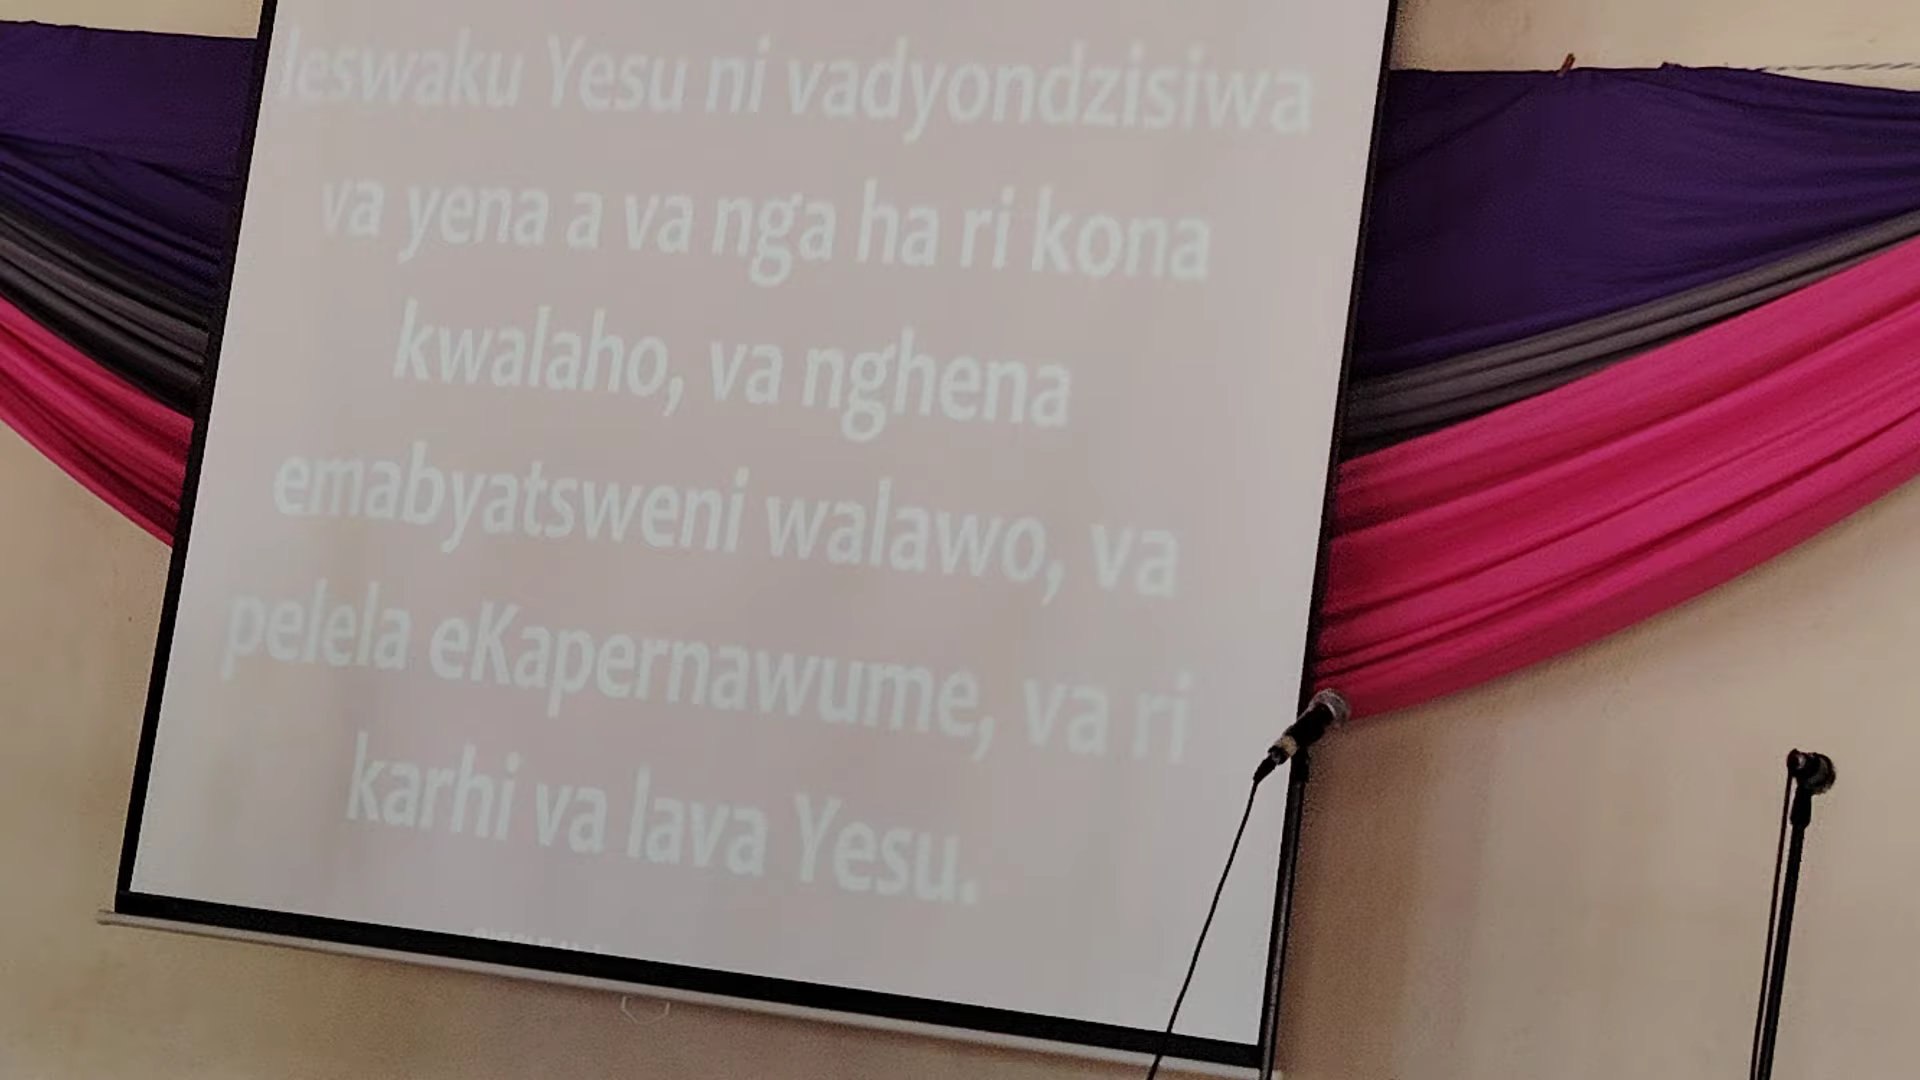 leswaku Yesu ni vadyondzisiwa
va yena a va nga ha ri kona
kwalaho, va nghena
emabyatsweni walawo, va
pelela eKapernawume, va ri
karhi va lava Yesu.